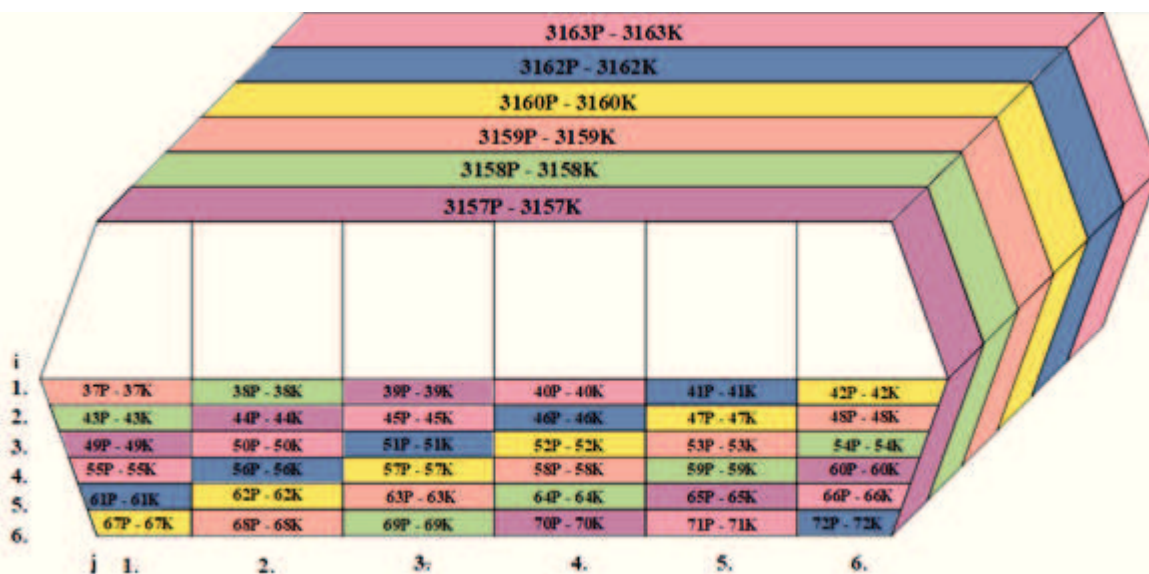 3163P - 3163K
3162P - 3162K
3160P - 3160K
3159P - 3159K
3158P - 3158K
3157P - 3157K
i
1. 37P - 37K 38P - 38K 39P - 39K 40P - 40K 41P - 41K 42P - 42K
2. 43P - 43K 44P - 44K 45P - 45K 46P - 46K 47P - 47K 48P - 48K
3. 49P - 49K 50P - 50K 51P - 51K 52P - 52K 53P - 53K 54P - 54K
4. 55P - 55K 56P - 56K 57P - 57K 58P - 58K 59P - 59K 60P - 60K
5. 61P - 61K 62P - 62K 63P - 63K 64P - 64K 65P - 65K 66P - 66K
6. 67P - 67K 68P - 68K 69P - 69K 70P - 70K 71P - 71K 72P - 72K
j 1. 2. 3. 4. 5. 6.